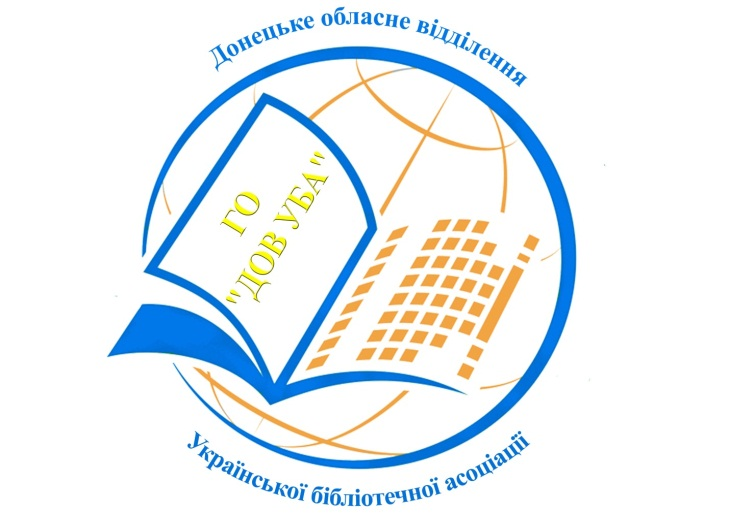 Донецьке обласне відділення
ГО
"ДОВ УБА"
Української бібліотечної асоціації